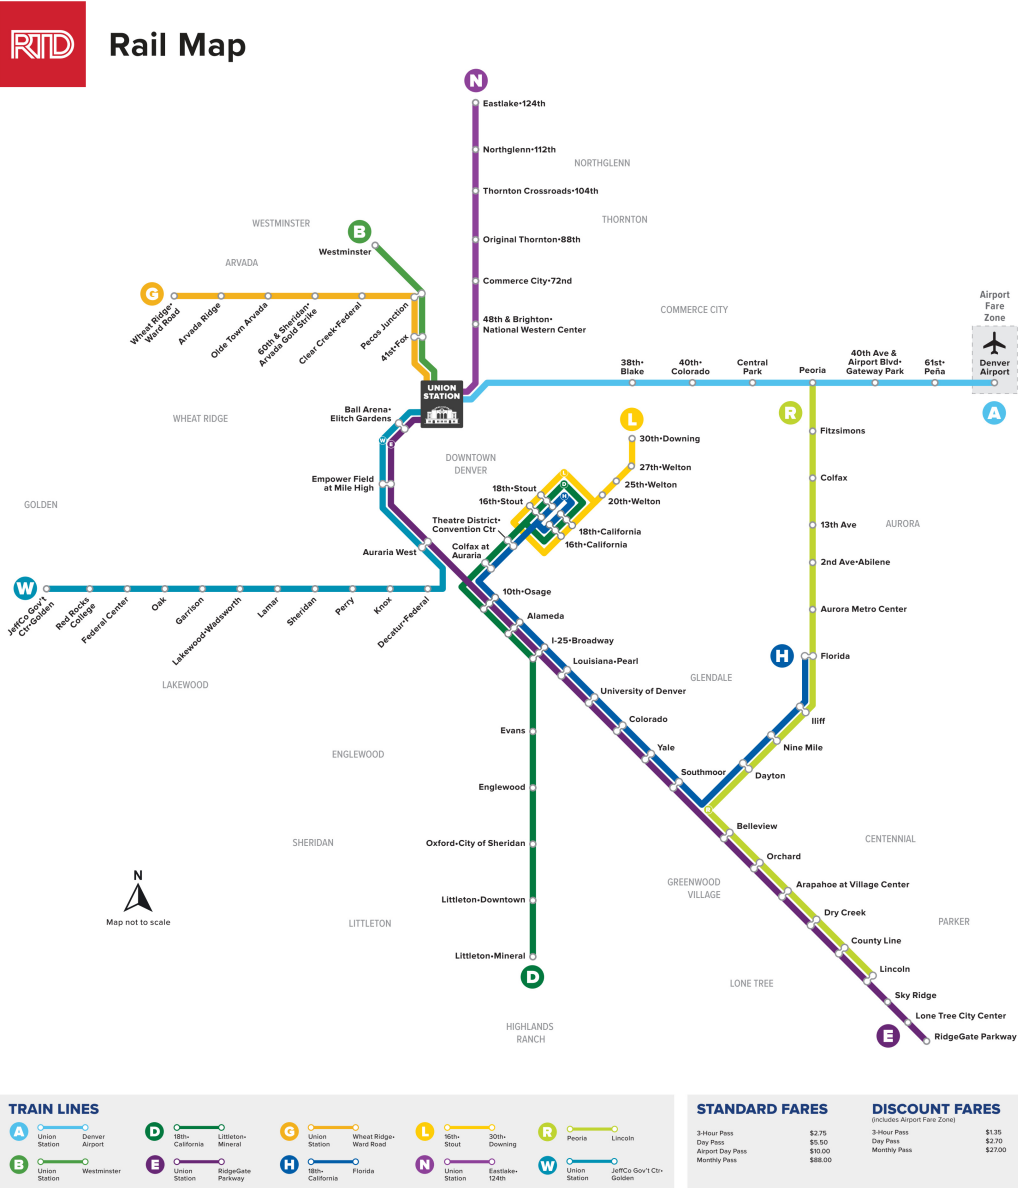 RTD
Rail Map
N
Eastlake•124th
Northglenn•112th
NORTHGLENN
Thornton Crossroads•104th
THORNTON
WESTMINSTER
B
Westminster
Original Thornton•88th
ARVADA
Commerce City•72nd
G
Wheat Ridge•
Ward Road
Arvada Ridge
Olde Town Arvada
60th & Sheridan•
Arvada Gold Strike
Clear Creek•Federal
Pecos Junction
41st•Fox
48th & Brighton•
National Western Center
COMMERCE CITY
Airport
Fare
Zone
UNION
STATION
38th•
Blake
40th•
Colorado
Central
Park
Peoria
40th Ave &
Airport Blvd•
Gateway Park
61st•
Peña
Denver
Airport
A
R
WHEAT RIDGE
Ball Arena•
Elitch Gardens
W
E
L
30th•Downing
Fitzsimons
DOWNTOWN
DENVER
27th•Welton
25th•Welton
20th•Welton
Empower Field
at Mile High
L
D
H
18th•Stout
16th•Stout
Colfax
GOLDEN
Theatre District•
Convention Ctr
18th•California
16th•California
13th Ave
AURORA
Auraria West
Colfax at
Auraria
2nd Ave•Abilene
W
JeffCo Gov't
Ctr•Golden
Red Rocks
College
Federal Center
Oak
Garrison
Lakewood•Wadsworth
Lamar
Sheridan
Perry
Knox
Decatur•Federal
10th•Osage
Alameda
Aurora Metro Center
I-25•Broadway
Louisiana•Pearl
H
Florida
LAKEWOOD
GLENDALE
University of Denver
Colorado
Iliff
Evans
Yale
Nine Mile
ENGLEWOOD
Southmoor
Dayton
Englewood
Belleview
SHERIDAN
Oxford•City of Sheridan
CENTENNIAL
Orchard
GREENWOOD
VILLAGE
Arapahoe at Village Center
N
Map not to scale
Littleton•Downtown
LITTLETON
Dry Creek
PARKER
County Line
Littleton•Mineral
Lincoln
D
LONE TREE
Sky Ridge
Lone Tree City Center
HIGHLANDS
RANCH
E
RidgeGate Parkway
TRAIN LINES
A
Union
Station
Denver
Airport
D
18th•
California
Littleton•
Mineral
G
Union
Station
Wheat Ridge•
Ward Road
L
16th•
Stout
30th•
Downing
R
Peoria
Lincoln
B
Union
Station
Westminster
E
Union
Station
RidgeGate
Parkway
H
18th•
California
Florida
N
Union
Station
Eastlake•
124th
W
Union
Station
JeffCo Gov't Ctr•
Golden
STANDARD FARES
3-Hour Pass $2.75
Day Pass $5.50
Airport Day Pass $10.00
Monthly Pass $88.00
DISCOUNT FARES
(includes Airport Fare Zone)
3-Hour Pass $1.35
Day Pass $2.70
Monthly Pass $27.00